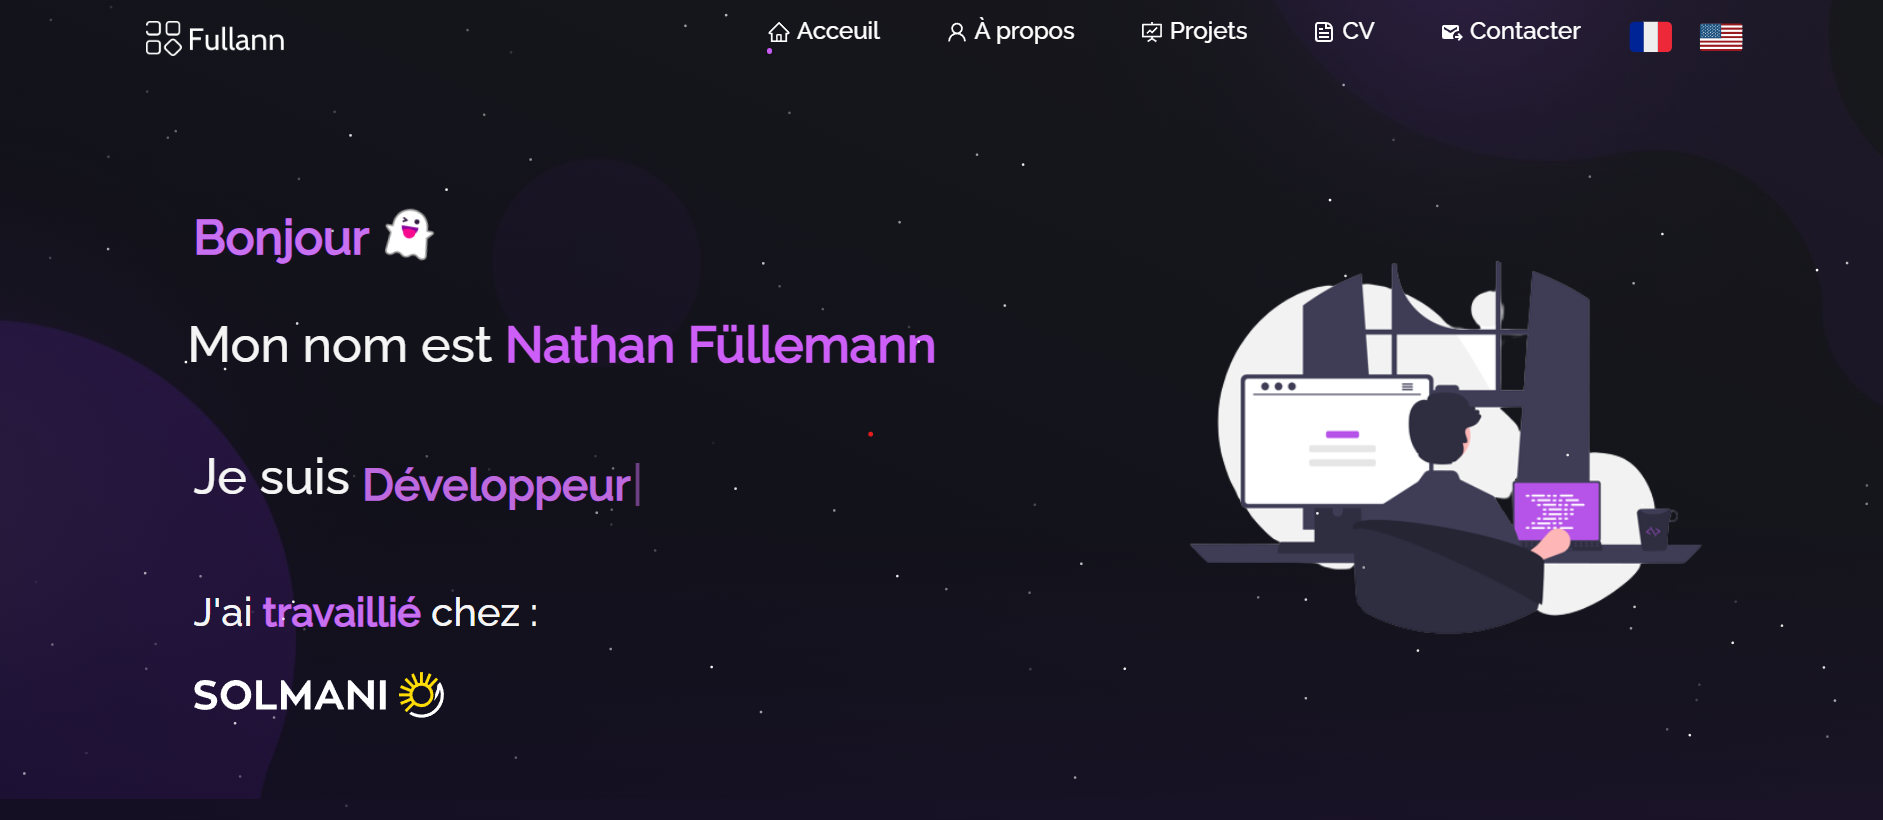 Fullann
Acceuil
À propos
Projets
CV
Contacter
Bonjour
Mon nom est Nathan Füllemann
Je suis Développeur|
J'ai travaillié chez :
SOLMANI